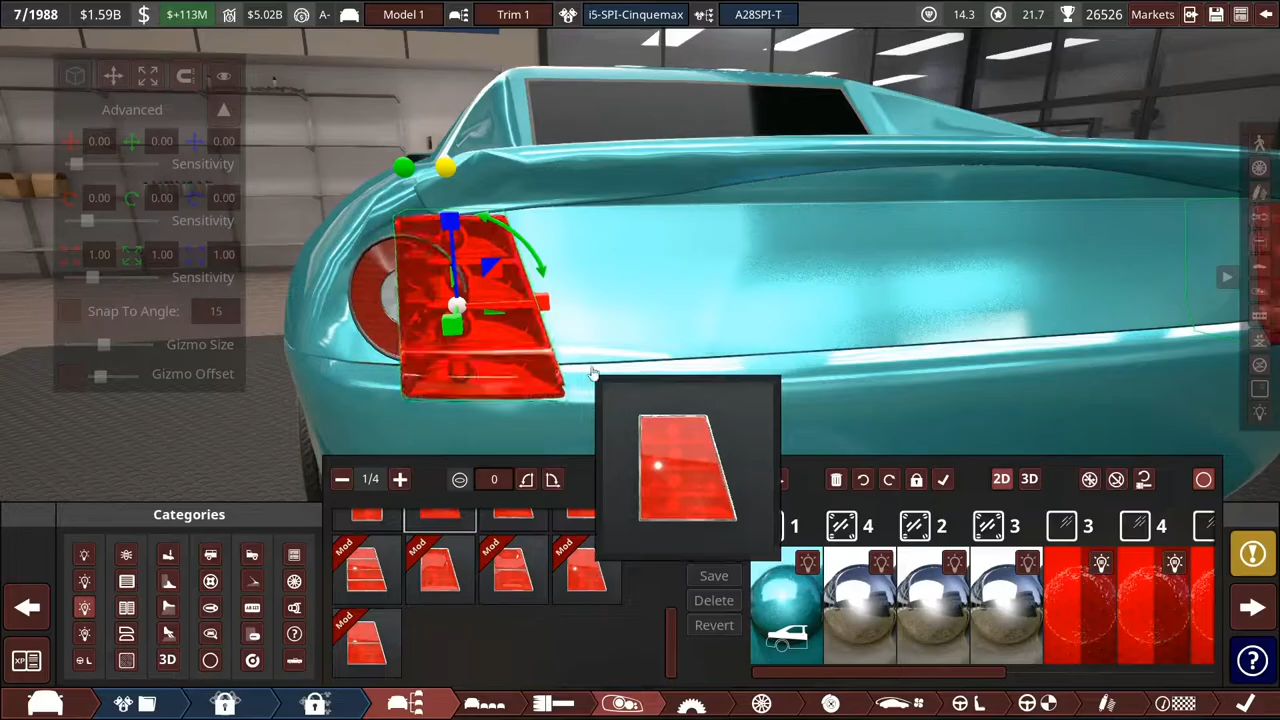 7/1988 $1.59B $+113M $5.02B A- Model 1 Trim 1 i5-SPI-Cinquemax A28SPI-T 14.3 21.7 26526 Markets
Advanced
0.00 0.00 0.00
Sensitivity
0.00 0.00 0.00
Sensitivity
1.00 1.00 1.00
Sensitivity
Snap To Angle: 15
Gizmo Size
Gizmo Offset
1/4 0 2D 3D
Categories
1 4 2 3 3 4
Mod Mod Mod Mod
Save
Delete
Revert
Mod
3D
XP